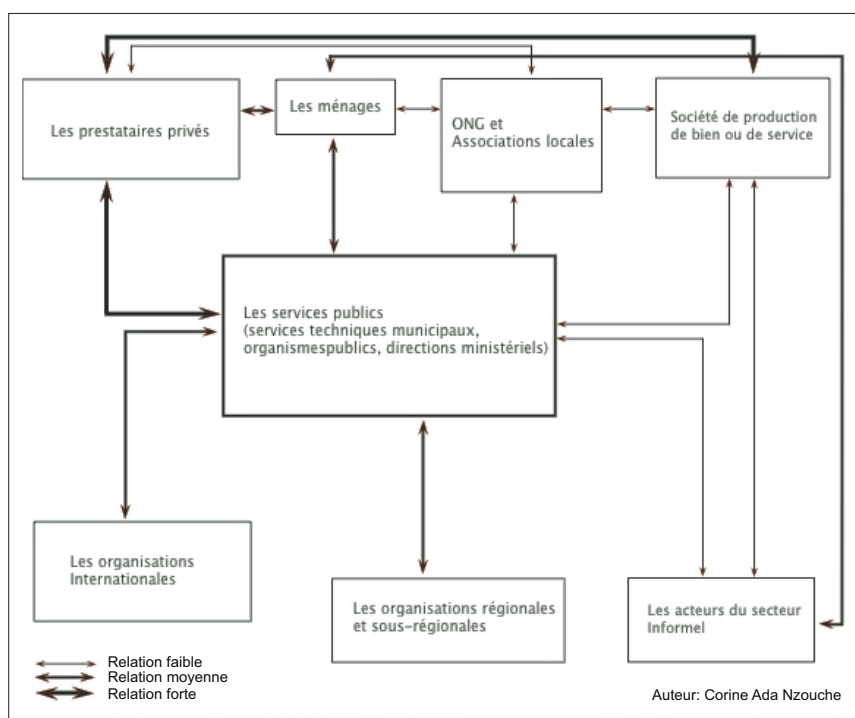 Les prestataires privés
Les ménages
ONG et
Associations locales
Société de production
de bien ou de service
Les services publics
(services techniques municipaux,
organismespublics, directions ministériels)
Les organisations
Internationales
Les organisations régionales
et sous-régionales
Les acteurs du secteur
Informel
Relation faible
Relation moyenne
Relation forte
Auteur: Corine Ada Nzouche